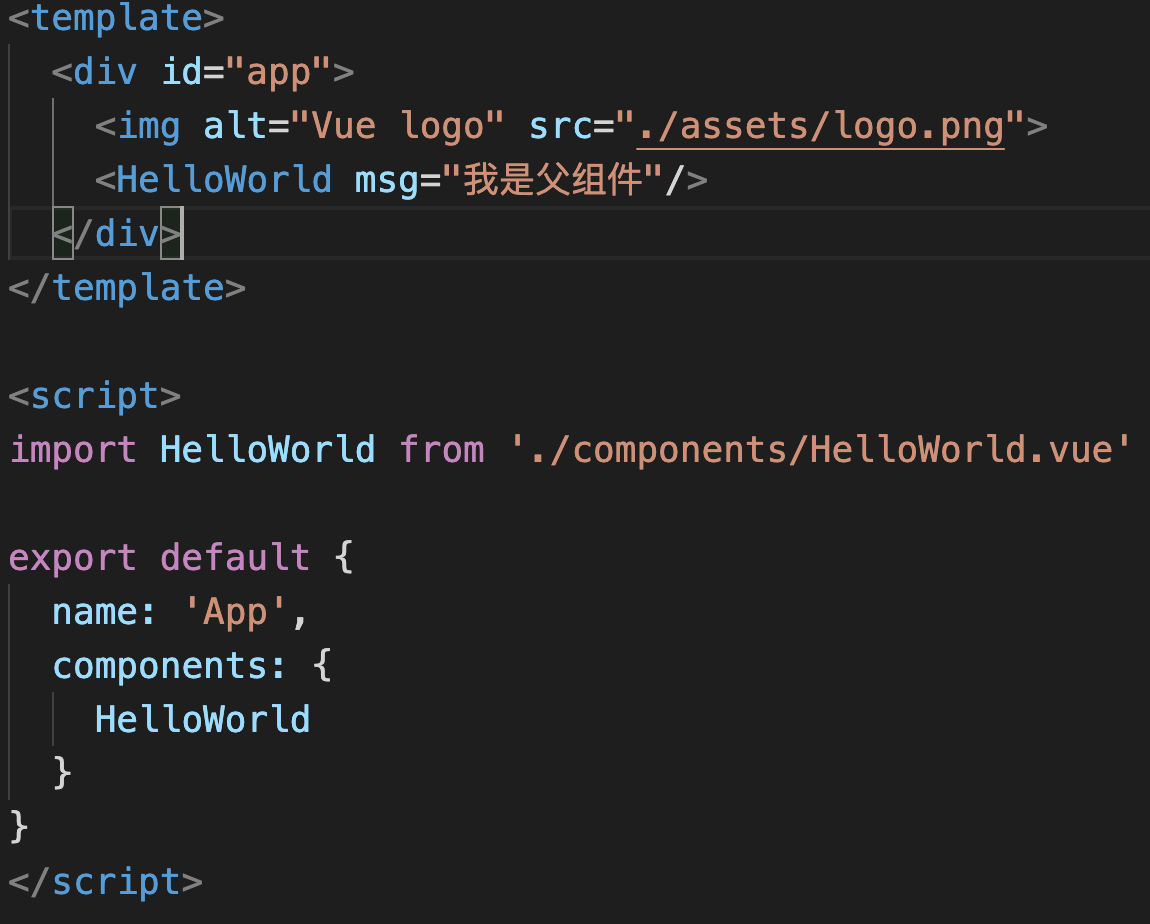 <template>
  <div id="app">
    <img alt="Vue logo" src="./assets/logo.png">
    <HelloWorld msg="我是父组件"/>
  </div>
</template>

<script>
import HelloWorld from './components/HelloWorld.vue'

export default {
  name: 'App',
  components: {
    HelloWorld
  }
}
</script>